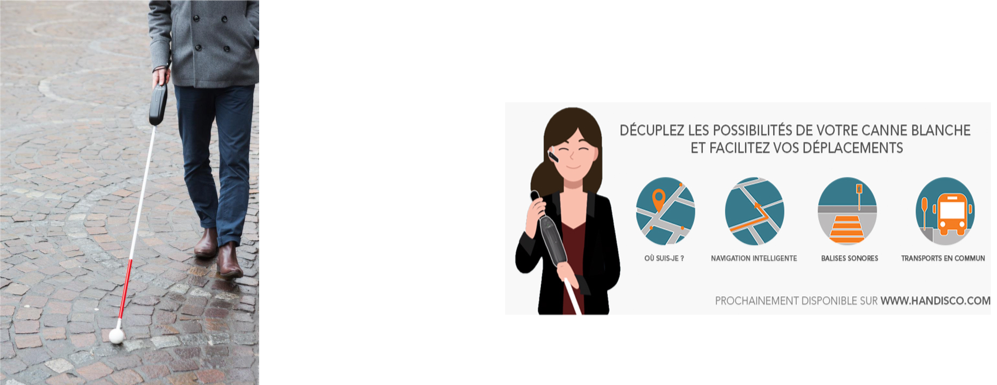 DÉCUPLEZ LES POSSIBILITÉS DE VOTRE CANNE BLANCHE
ET FACILITEZ VOS DÉPLACEMENTS
OÙ SUIS-JE ?
NAVIGATION INTELLIGENTE
BALISES SONORES
TRANSPORTS EN COMMUN
PROCHAINEMENT DISPONIBLE SUR WWW.HANDISCO.COM